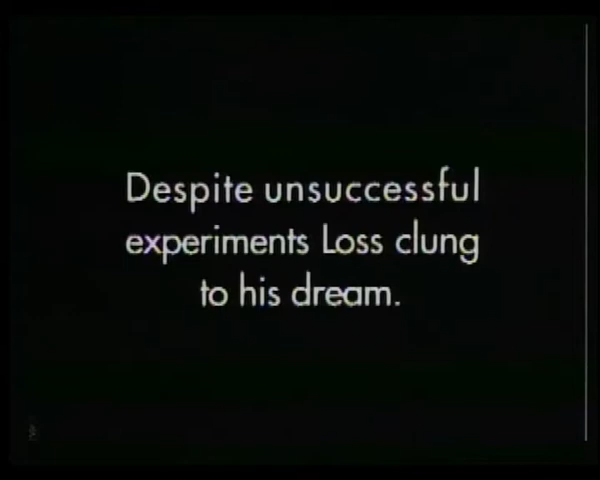 Despite unsuccessful
experiments Loss clung
to his dream.